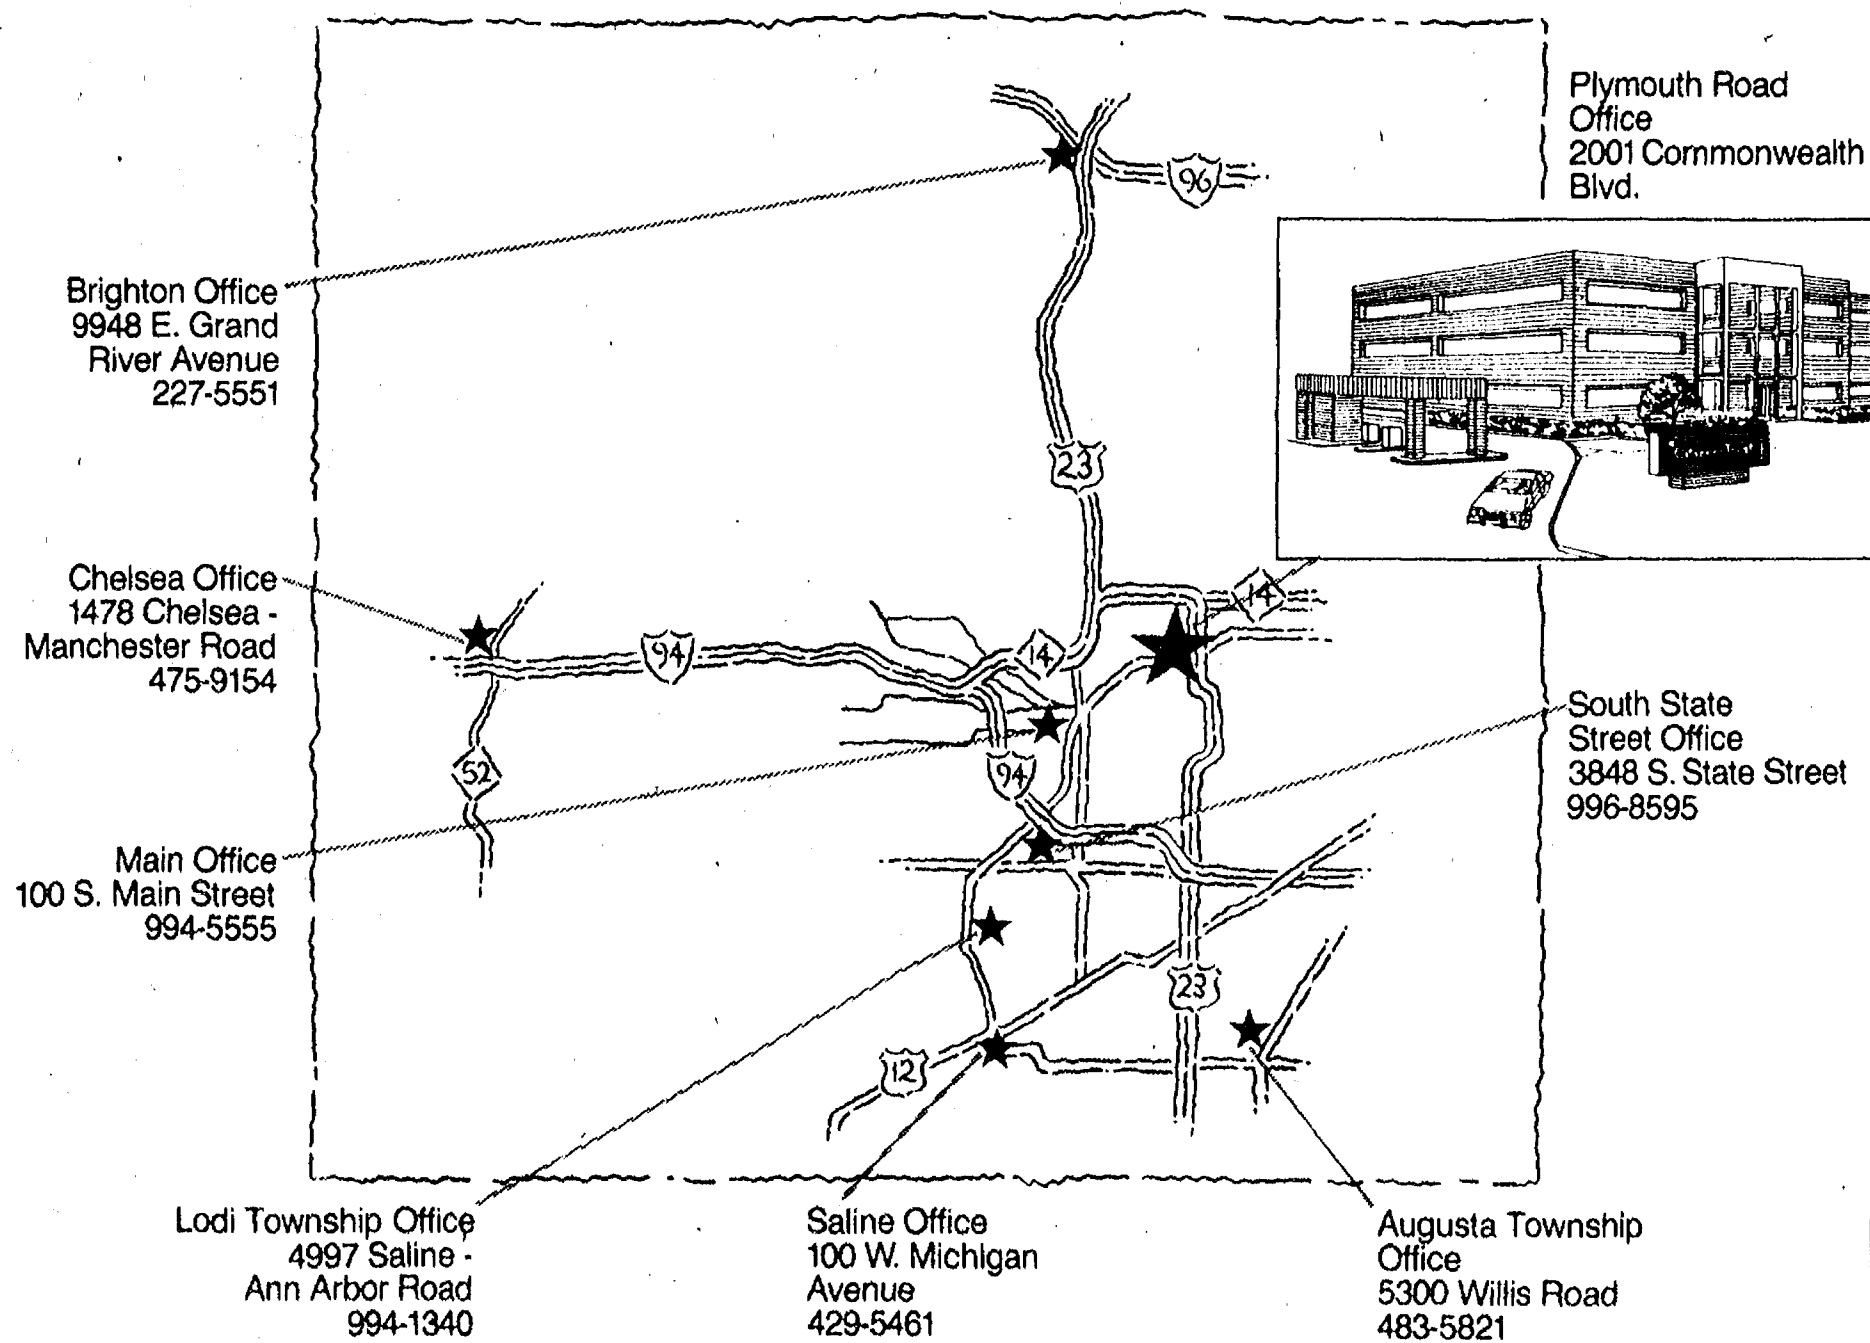 Plymouth Road
Office
2001 Commonwealth
Blvd.
96
Brighton Office
9948 E. Grand
River Avenue
227-5551
23
Chelsea Office
1478 Chelsea -
Manchester Road
475-9154
14
94
14
52
94
South State
Street Office
3848 S. State Street
996-8595
Main Office
100 S. Main Street
994-5555
23
12
Lodi Township Office
4997 Saline -
Ann Arbor Road
994-1340
Saline Office
100 W. Michigan
Avenue
429-5461
Augusta Township
Office
5300 Willis Road
483-5821